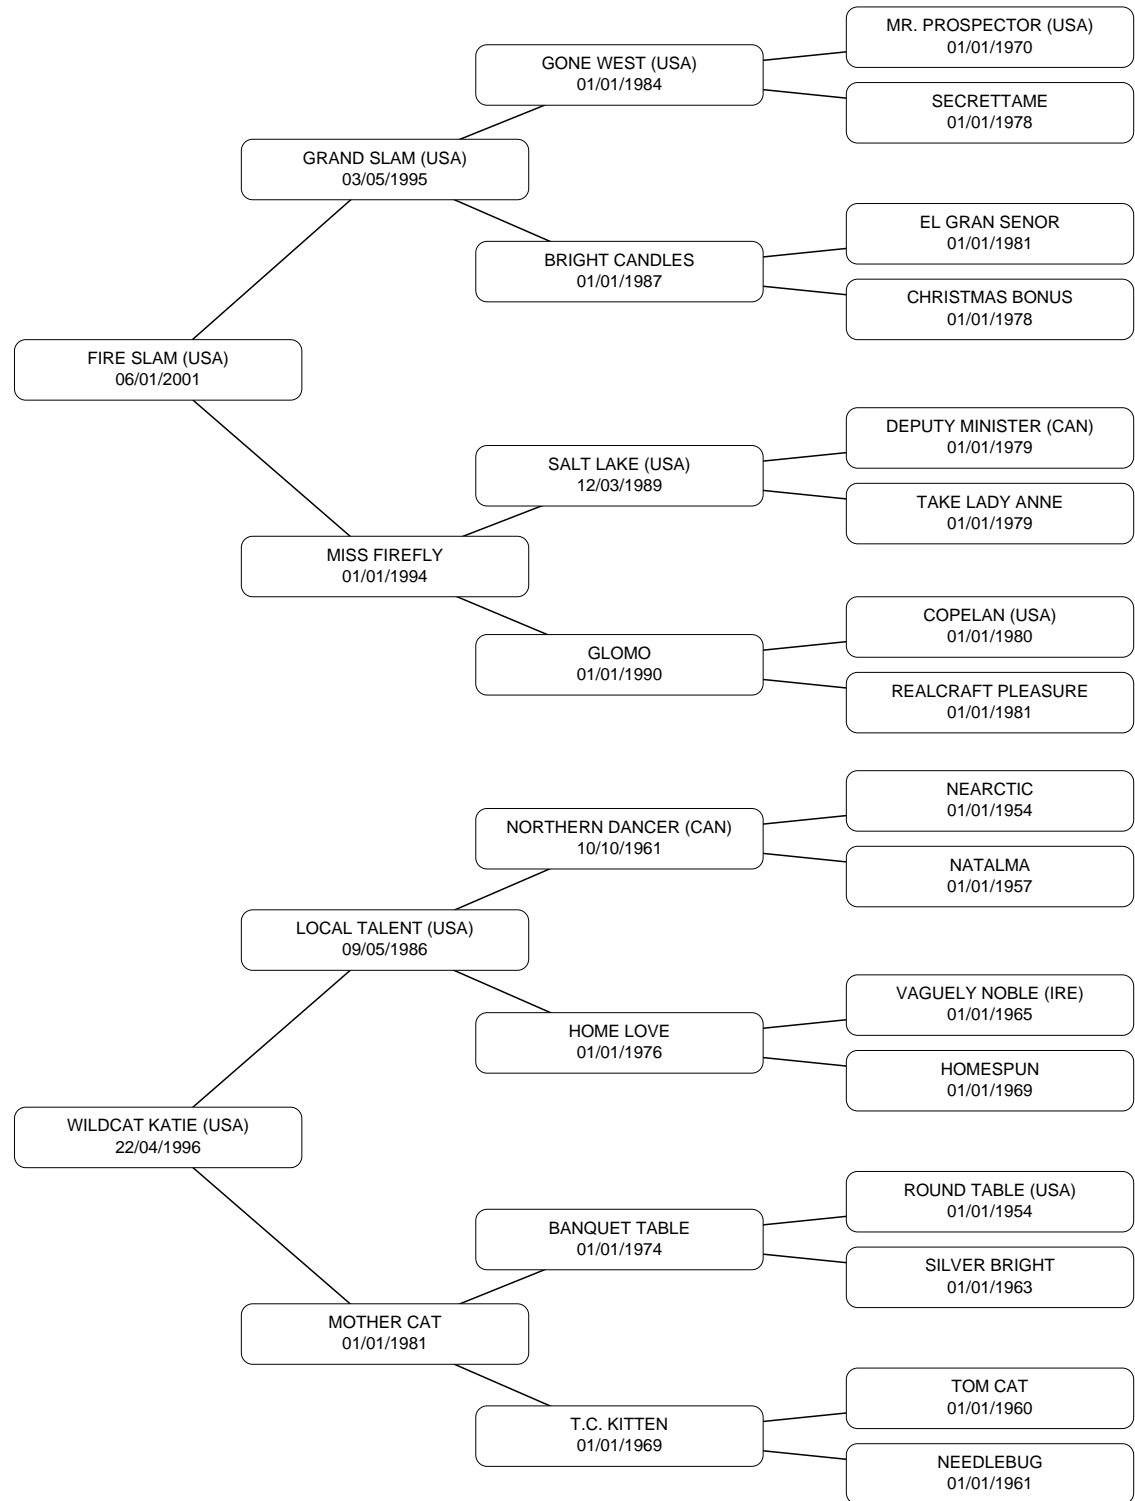 MR. PROSPECTOR (USA)
01/01/1970
GONE WEST (USA)
01/01/1984
SECRETTAME
01/01/1978
GRAND SLAM (USA)
03/05/1995
EL GRAN SENOR
01/01/1981
BRIGHT CANDLES
01/01/1987
CHRISTMAS BONUS
01/01/1978
FIRE SLAM (USA)
06/01/2001
DEPUTY MINISTER (CAN)
01/01/1979
SALT LAKE (USA)
12/03/1989
TAKE LADY ANNE
01/01/1979
MISS FIREFLY
01/01/1994
COPELAN (USA)
01/01/1980
GLOMO
01/01/1990
REALCRAFT PLEASURE
01/01/1981
NEARCTIC
01/01/1954
NORTHERN DANCER (CAN)
10/10/1961
NATALMA
01/01/1957
LOCAL TALENT (USA)
09/05/1986
VAGUELY NOBLE (IRE)
01/01/1965
HOME LOVE
01/01/1976
HOMESPUN
01/01/1969
WILDCAT KATIE (USA)
22/04/1996
ROUND TABLE (USA)
01/01/1954
BANQUET TABLE
01/01/1974
SILVER BRIGHT
01/01/1963
MOTHER CAT
01/01/1981
TOM CAT
01/01/1960
T.C. KITTEN
01/01/1969
NEEDLEBUG
01/01/1961